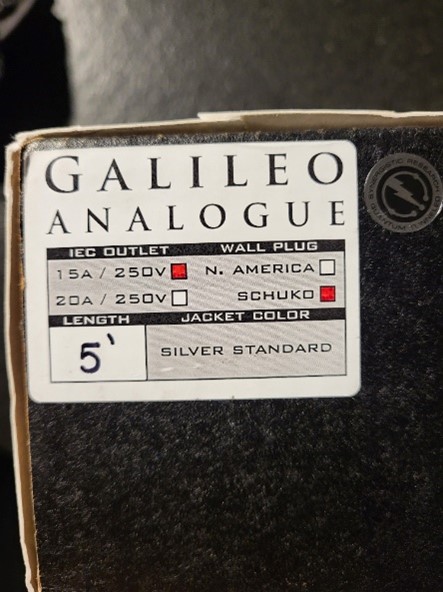 GALILEO
ANALOGUE
IEC OUTLET WALL PLUG
15A / 250V N. AMERICA
20A / 250V SCHUKO
LENGTH JACKET COLOR
5' SILVER STANDARD